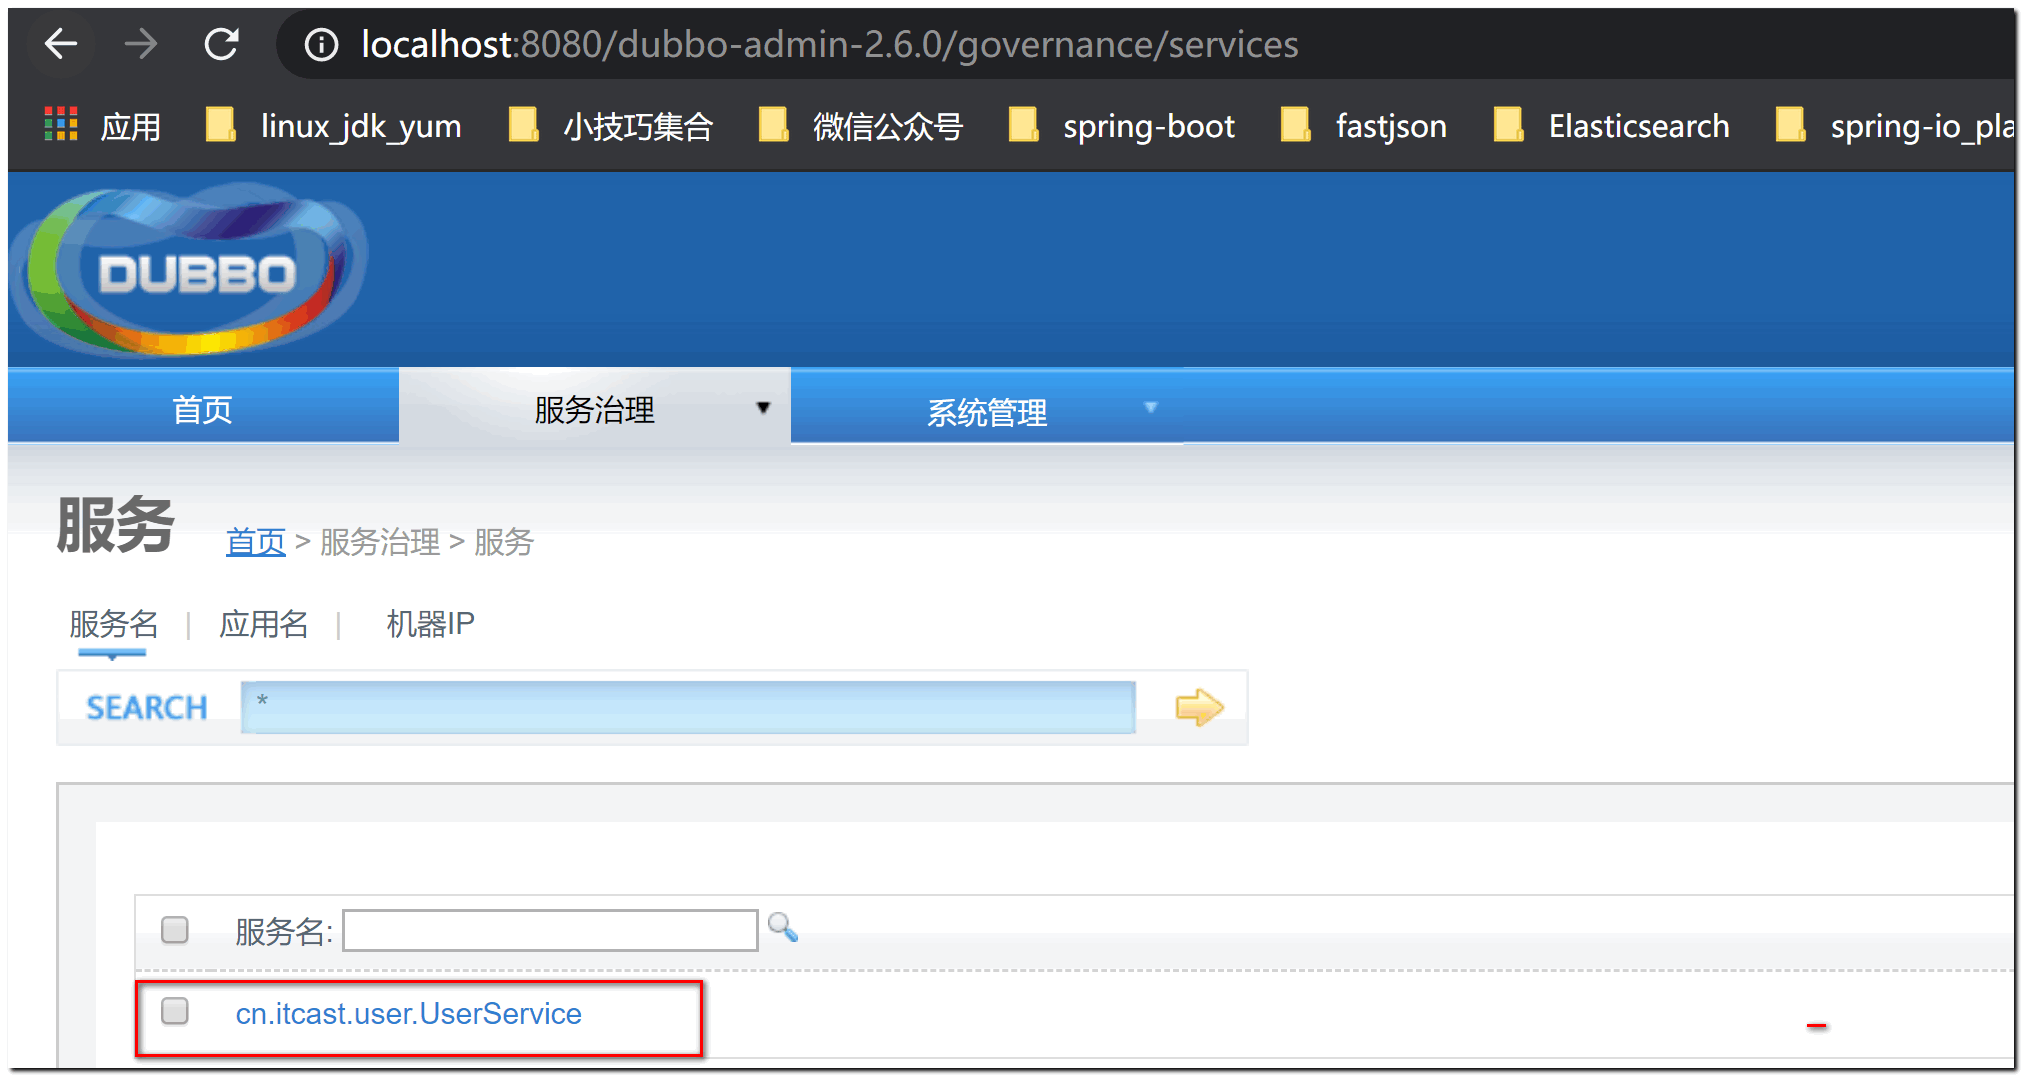 localhost:8080/dubbo-admin-2.6.0/governance/services
应用 linux_jdk_yum 小技巧集合 微信公众号 spring-boot fastjson Elasticsearch spring-io_pla
DUBBO
首页 服务治理 系统管理
服务 首页 > 服务治理 > 服务
服务名 | 应用名 | 机器IP
SEARCH *
服务名:
cn.itcast.user.UserService